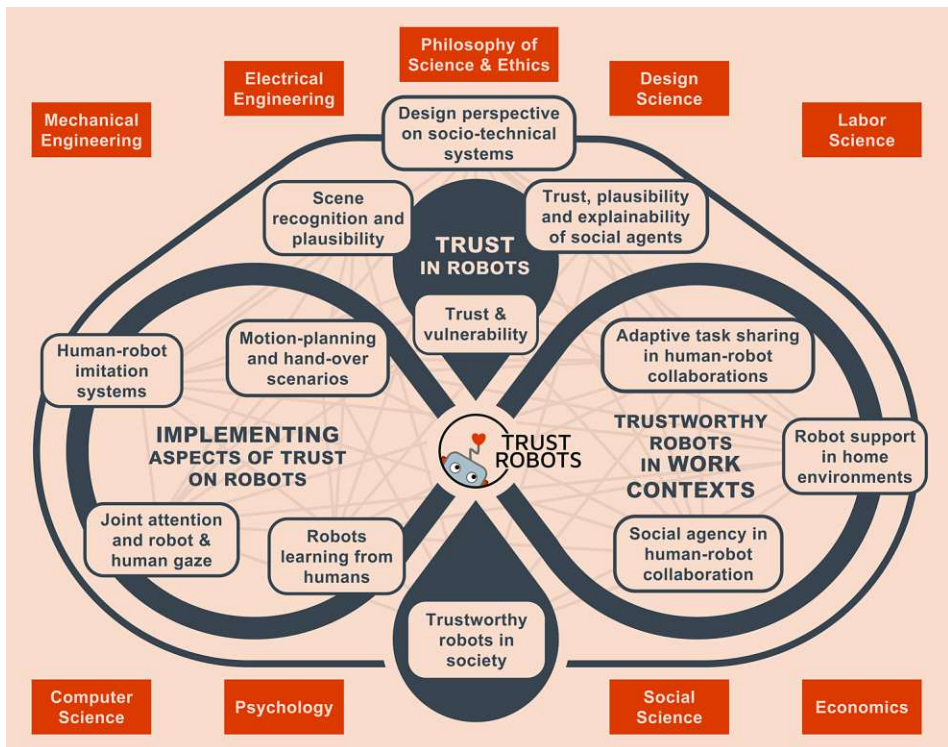 Philosophy of
Science & Ethics
Electrical
Engineering
Design
Science
Mechanical
Engineering
Labor
Science
Design perspective
on socio-technical
systems
Scene
recognition and
plausibility
Trust, plausibility
and explainability
of social agents
TRUST
IN ROBOTS
Trust &
vulnerability
Human-robot
imitation
systems
Motion-planning
and hand-over
scenarios
Adaptive task sharing
in human-robot
collaborations
IMPLEMENTING
ASPECTS OF TRUST
ON ROBOTS
TRUST
ROBOTS
TRUSTWORTHY
ROBOTS
IN WORK
CONTEXTS
Robot support
in home
environments
Joint attention
and robot &
human gaze
Robots
learning from
humans
Social agency in
human-robot
collaboration
Trustworthy
robots in
society
Computer
Science
Psychology
Social
Science
Economics